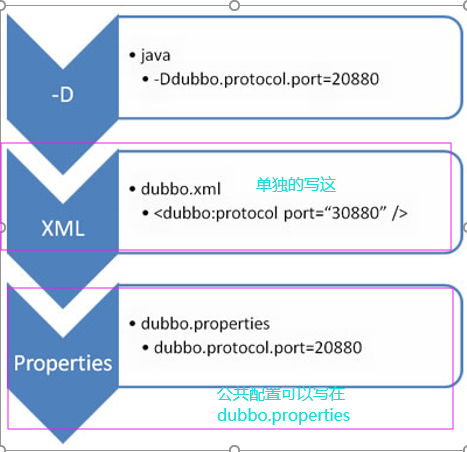 -D
• java
• -Ddubbo.protocol.port=20880
XML
• dubbo.xml
单独的写这
• <dubbo:protocol port=“30880” />
Properties
• dubbo.properties
• dubbo.protocol.port=20880
公共配置可以写在
dubbo.properties